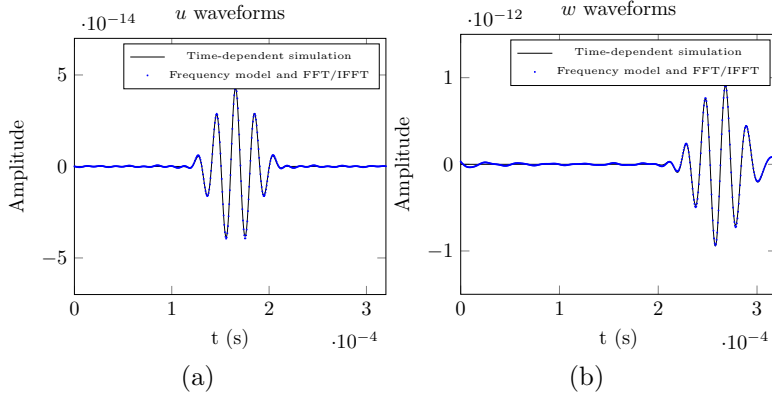 u waveforms
·10−14
Time-dependent simulation
Frequency model and FFT/IFFT
5
0
−5
Amplitude
0 1 2 3
t (s)
·10−4
(a)
w waveforms
·10−12
Time-dependent simulation
Frequency model and FFT/IFFT
1
0
−1
Amplitude
0 1 2 3
t (s)
·10−4
(b)